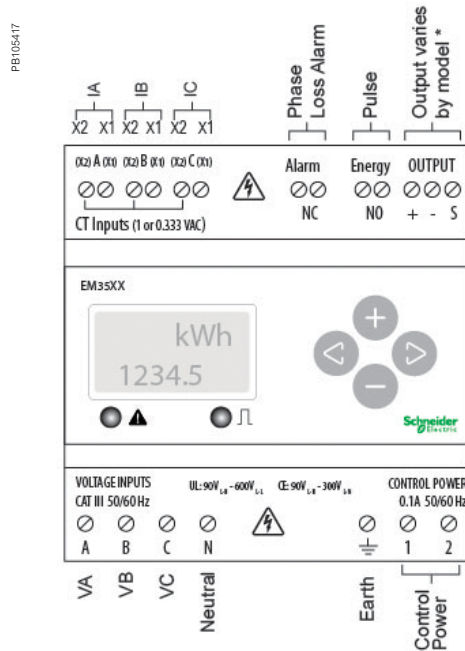 PB105417
IA IB IC
Phase
Loss Alarm
Pulse
Output varies
by model *
X2 X1 X2 X1 X2 X1
(X2) A (X1) (X2) B (X1) (X2) C (X1)
Alarm Energy OUTPUT
NC NO + - S
CT Inputs (1 or 0.333 VAC)
EM35XX
kWh
1234.5
Schneider
Electric
VOLTAGE INPUTS UL: 90V L-N - 600V L-L CE: 90V L-N - 300V L-N CONTROL POWER
CAT III 50/60 Hz 0.1A 50/60 Hz
A B C N 1 2
VA VB VC Neutral Earth
Control
Power